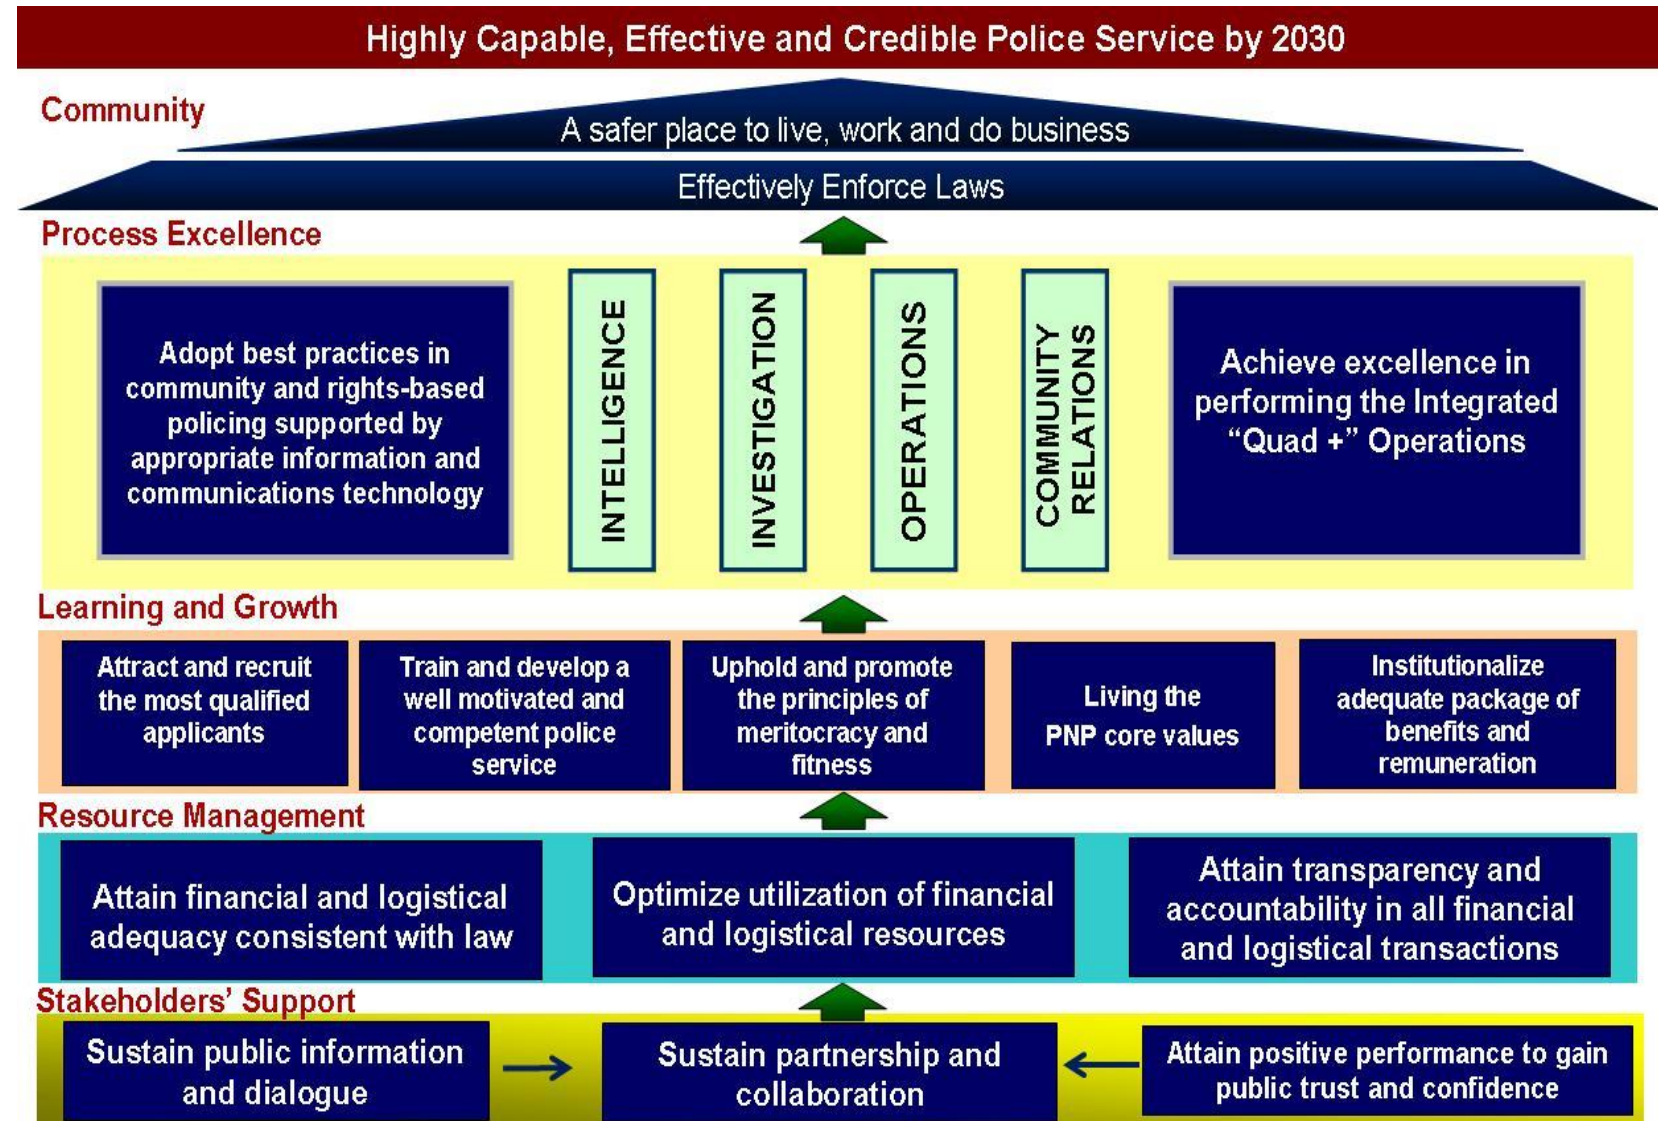 Highly Capable, Effective and Credible Police Service by 2030
Community
A safer place to live, work and do business
Effectively Enforce Laws
Process Excellence
Adopt best practices in
community and rights-based
policing supported by
appropriate information and
communications technology
INTELLIGENCE
INVESTIGATION
OPERATIONS
COMMUNITY
RELATIONS
Achieve excellence in
performing the Integrated
“Quad +” Operations
Learning and Growth
Attract and recruit
the most qualified
applicants
Train and develop a
well motivated and
competent police
service
Uphold and promote
the principles of
meritocracy and
fitness
Living the
PNP core values
Institutionalize
adequate package of
benefits and
remuneration
Resource Management
Attain financial and logistical
adequacy consistent with law
Optimize utilization of financial
and logistical resources
Attain transparency and
accountability in all financial
and logistical transactions
Stakeholders’ Support
Sustain public information
and dialogue
Sustain partnership and
collaboration
Attain positive performance to gain
public trust and confidence